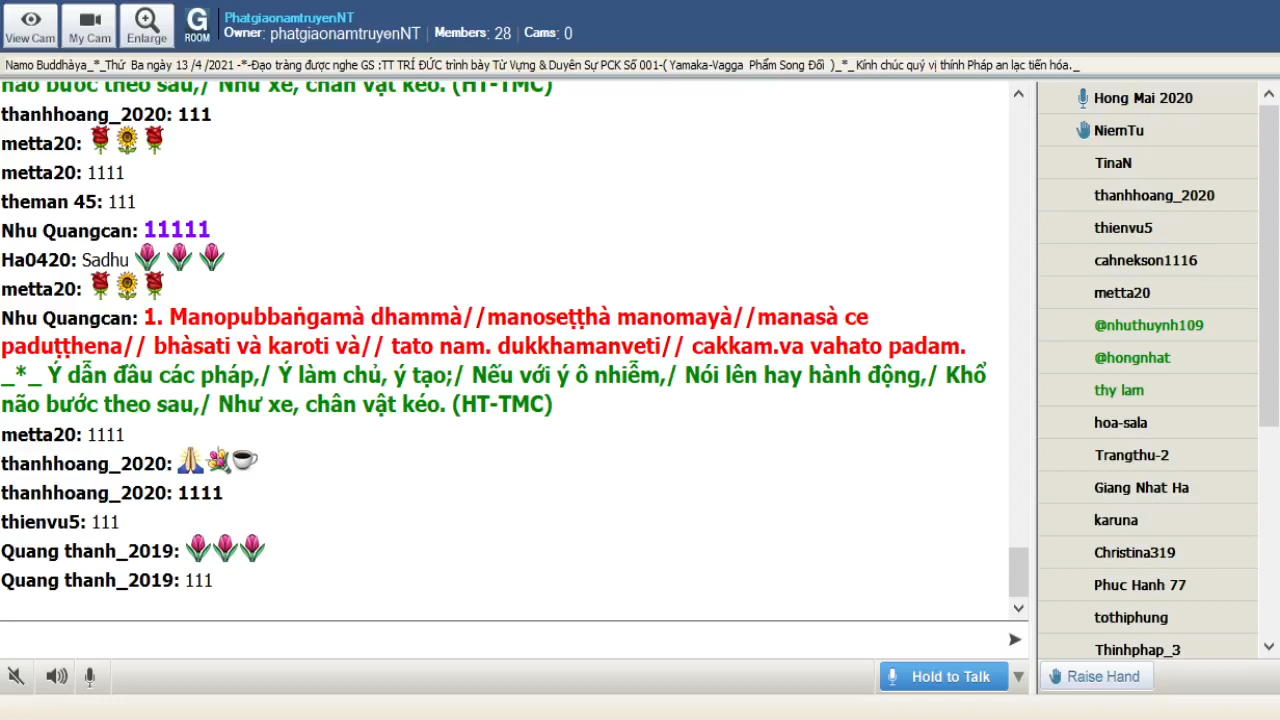 View Cam
My Cam
Enlarge
G
ROOM
PhatgiaonamtruyenNT
Owner: phatgiaonamtruyenNT | Members: 28 | Cams: 0
Namo Buddhàya_*_Thứ Ba ngày 13 /4 /2021 -*-Đạo tràng được nghe GS :TT TRÍ ĐỨC trình bày Từ Vựng & Duyên Sự PCK Số 001-( Yamaka-Vagga Phẩm Song Đối )_*_ Kính chúc quý vị thính Pháp an lạc tiến hóa._
não bước theo sau,/ Như xe, chân vật kéo. (HT-TMC)
thanhhoang_2020: 111
metta20:
metta20: 1111
theman 45: 111
Nhu Quangcan: 11111
Ha0420: Sadhu
metta20:
Nhu Quangcan: 1. Manopubbaṅgamà dhammà//manoseṭṭhà manomayà//manasà ce
paduṭṭhena// bhàsati và karoti và// tato nam. dukkhamanveti// cakkam.va vahato padam.
_*_ Ý dẫn đầu các pháp,/ Ý làm chủ, ý tạo;/ Nếu với ý ô nhiễm,/ Nói lên hay hành động,/ Khổ
não bước theo sau,/ Như xe, chân vật kéo. (HT-TMC)
metta20: 1111
thanhhoang_2020:
thanhhoang_2020: 1111
thienvu5: 111
Quang thanh_2019:
Quang thanh_2019: 111
Hold to Talk
Hong Mai 2020
NiemTu
TinaN
thanhhoang_2020
thienvu5
cahnekson1116
metta20
@nhuthuynh109
@hongnhat
thy lam
hoa-sala
Trangthu-2
Giang Nhat Ha
karuna
Christina319
Phuc Hanh 77
tothiphung
Thinhphap_3
Raise Hand